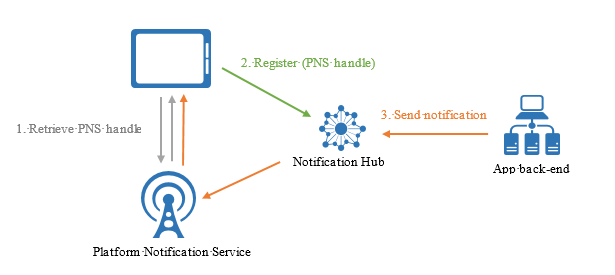 2. Register (PNS handle)
3. Send notification
1. Retrieve PNS handle
Notification Hub
App back-end
Platform Notification Service